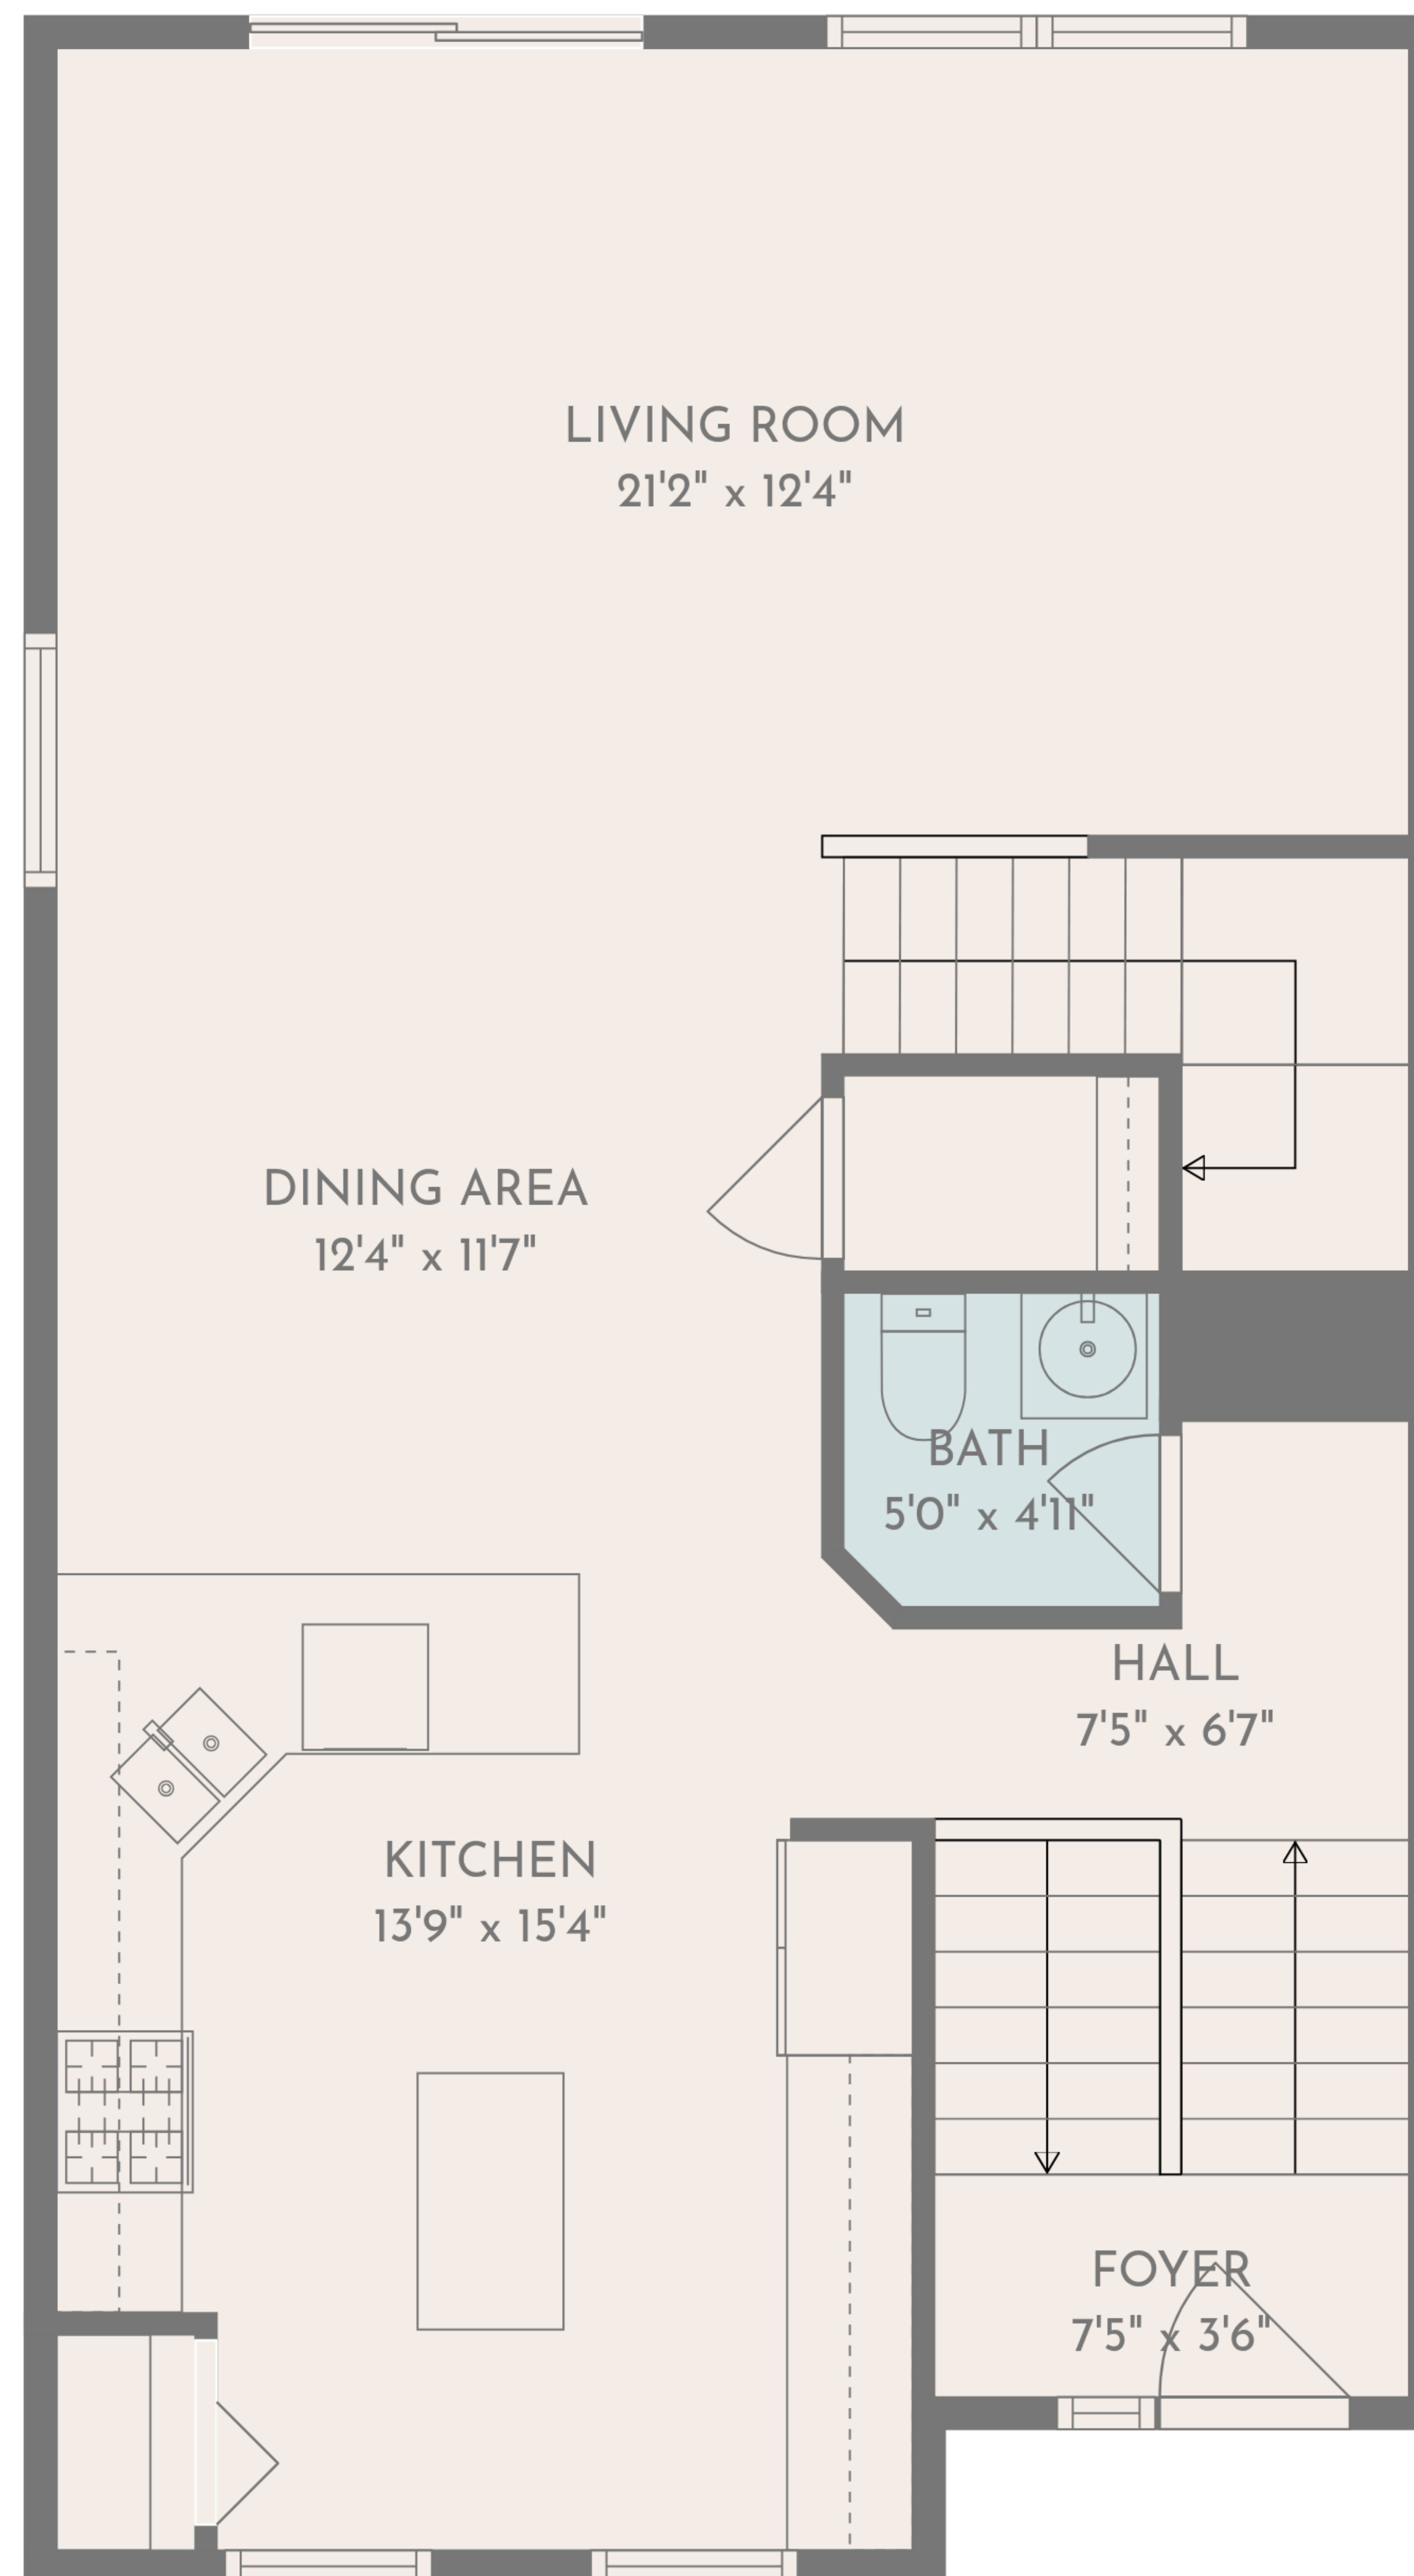 LIVING ROOM
21'2" x 12'4"
DINING AREA
12'4" x 11'7"
BATH
5'0" x 4'11"
HALL
7'5" x 6'7"
KITCHEN
13'9" x 15'4"
FOYER
7'5" x 3'6"